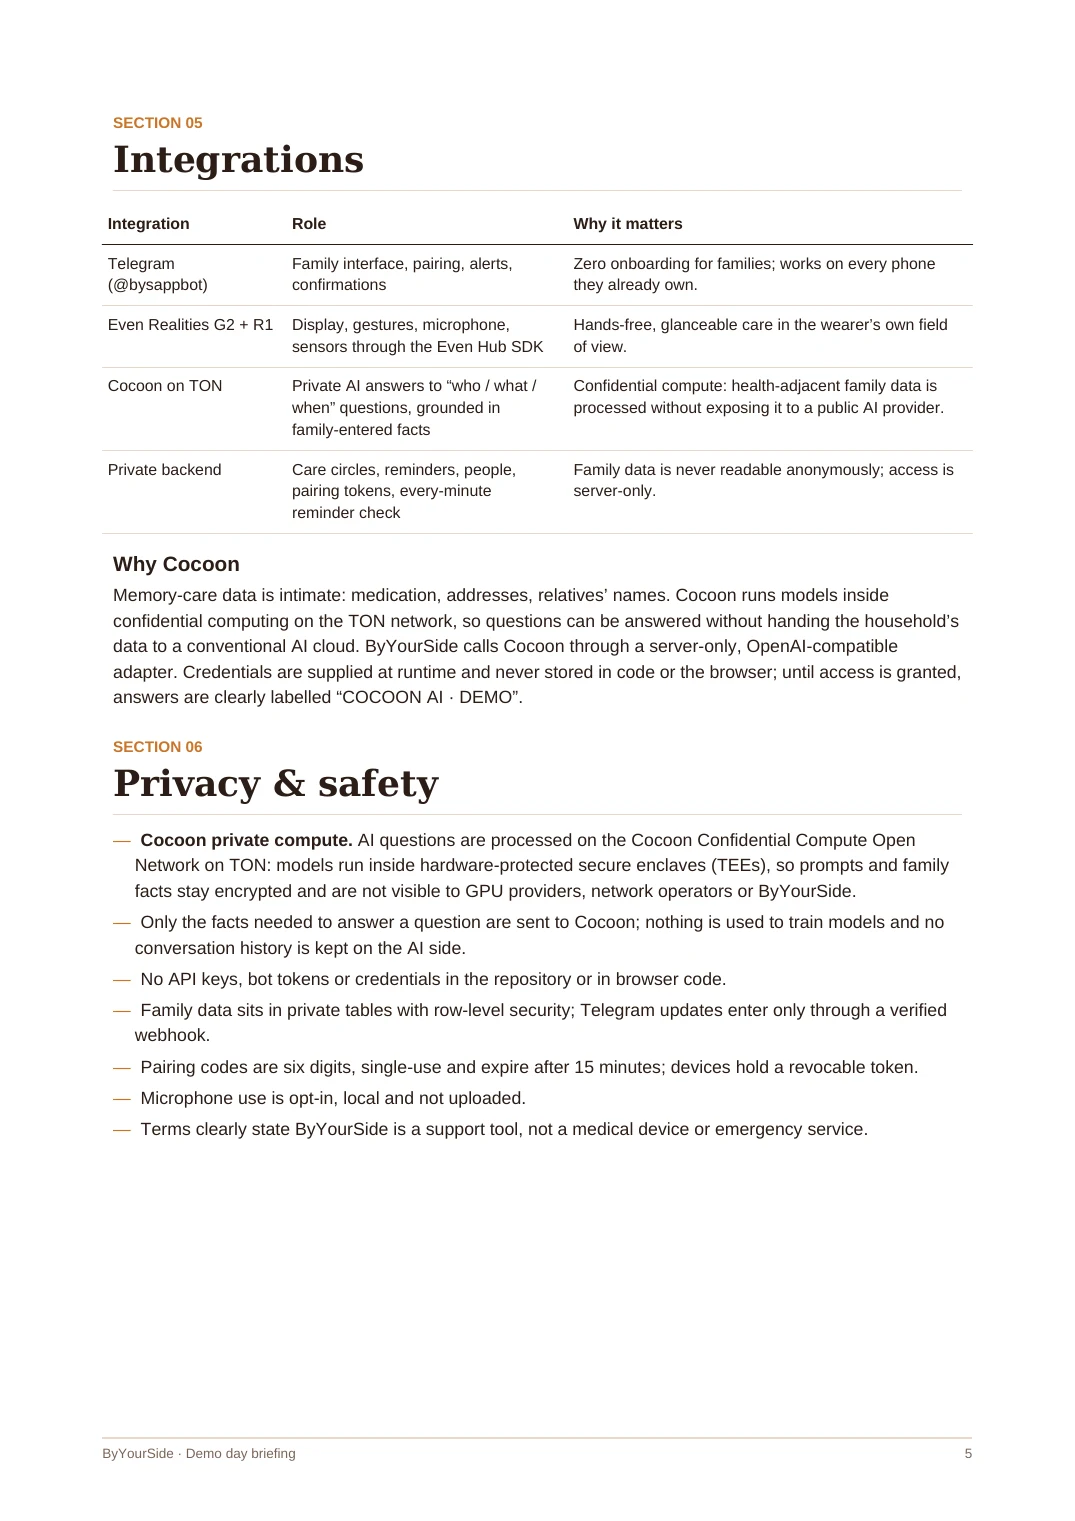 SECTION 05
Integrations
Integration Role Why it matters
Telegram Family interface, pairing, alerts, Zero onboarding for families; works on every phone
(@bysappbot) confirmations they already own.
Even Realities G2 + R1 Display, gestures, microphone, Hands-free, glanceable care in the wearer’s own field
sensors through the Even Hub SDK of view.
Cocoon on TON Private AI answers to “who / what / Confidential compute: health-adjacent family data is
when” questions, grounded in processed without exposing it to a public AI provider.
family-entered facts
Private backend Care circles, reminders, people, Family data is never readable anonymously; access is
pairing tokens, every-minute server-only.
reminder check
Why Cocoon
Memory-care data is intimate: medication, addresses, relatives’ names. Cocoon runs models inside
confidential computing on the TON network, so questions can be answered without handing the household’s
data to a conventional AI cloud. ByYourSide calls Cocoon through a server-only, OpenAI-compatible
adapter. Credentials are supplied at runtime and never stored in code or the browser; until access is granted,
answers are clearly labelled “COCOON AI · DEMO”.
SECTION 06
Privacy & safety
— Cocoon private compute. AI questions are processed on the Cocoon Confidential Compute Open
Network on TON: models run inside hardware-protected secure enclaves (TEEs), so prompts and family
facts stay encrypted and are not visible to GPU providers, network operators or ByYourSide.
— Only the facts needed to answer a question are sent to Cocoon; nothing is used to train models and no
conversation history is kept on the AI side.
— No API keys, bot tokens or credentials in the repository or in browser code.
— Family data sits in private tables with row-level security; Telegram updates enter only through a verified
webhook.
— Pairing codes are six digits, single-use and expire after 15 minutes; devices hold a revocable token.
— Microphone use is opt-in, local and not uploaded.
— Terms clearly state ByYourSide is a support tool, not a medical device or emergency service.
ByYourSide · Demo day briefing 5